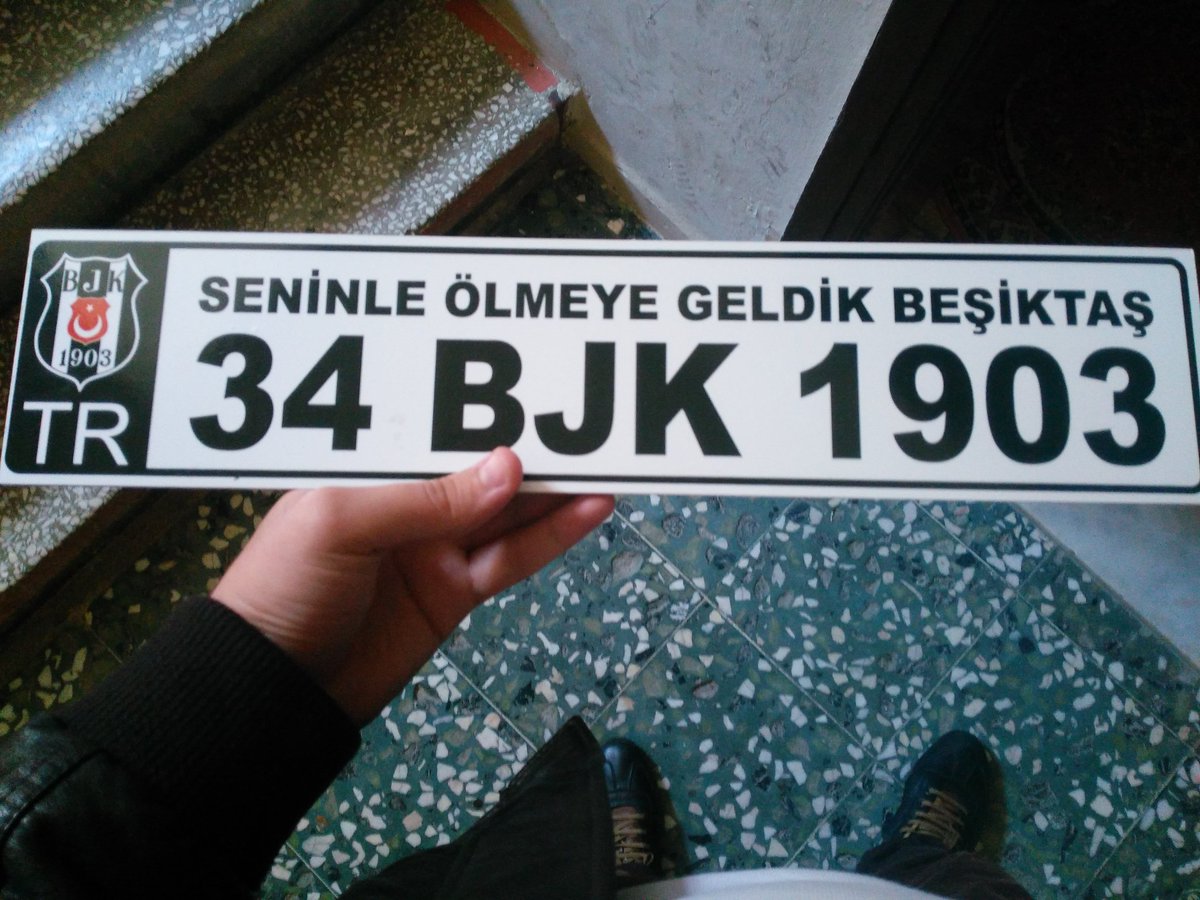 BJK
1903
TR
SENİNLE ÖLMEYE GELDİK BEŞİKTAŞ
34 BJK 1903